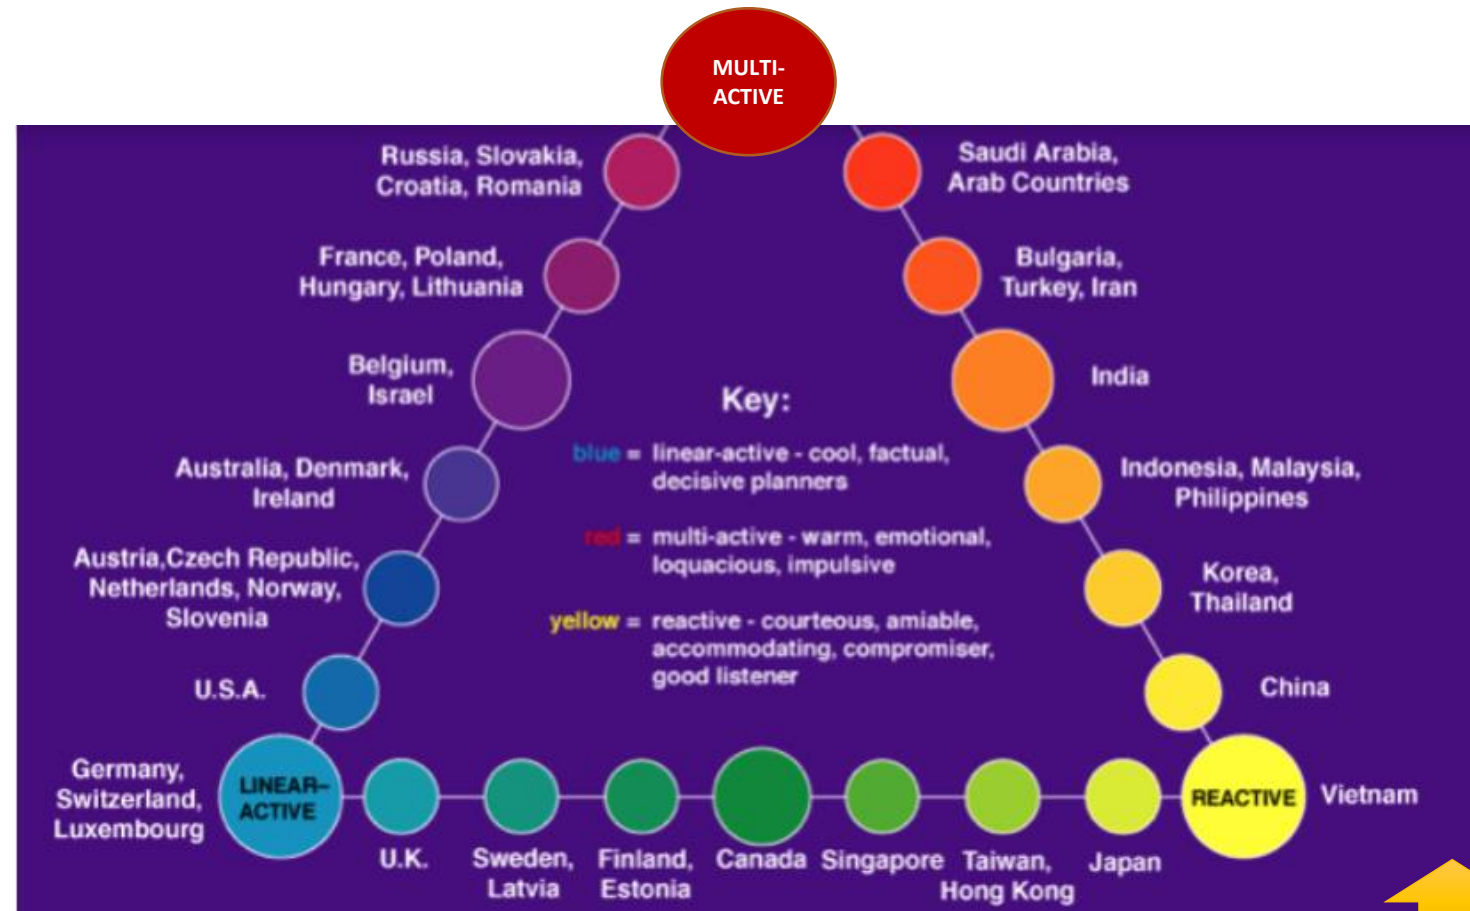 MULTI-
ACTIVE
Russia, Slovakia,
Croatia, Romania
Saudi Arabia,
Arab Countries
France, Poland,
Hungary, Lithuania
Bulgaria,
Turkey, Iran
Belgium,
Israel
India
Key:
blue = linear-active - cool, factual,
decisive planners
red = multi-active - warm, emotional,
loquacious, impulsive
yellow = reactive - courteous, amiable,
accommodating, compromiser,
good listener
Australia, Denmark,
Ireland
Indonesia, Malaysia,
Philippines
Austria,Czech Republic,
Netherlands, Norway,
Slovenia
Korea,
Thailand
U.S.A.
China
Germany,
Switzerland,
Luxembourg
LINEAR–
ACTIVE
REACTIVE
Vietnam
U.K.
Sweden,
Latvia
Finland,
Estonia
Canada
Singapore
Taiwan,
Hong Kong
Japan